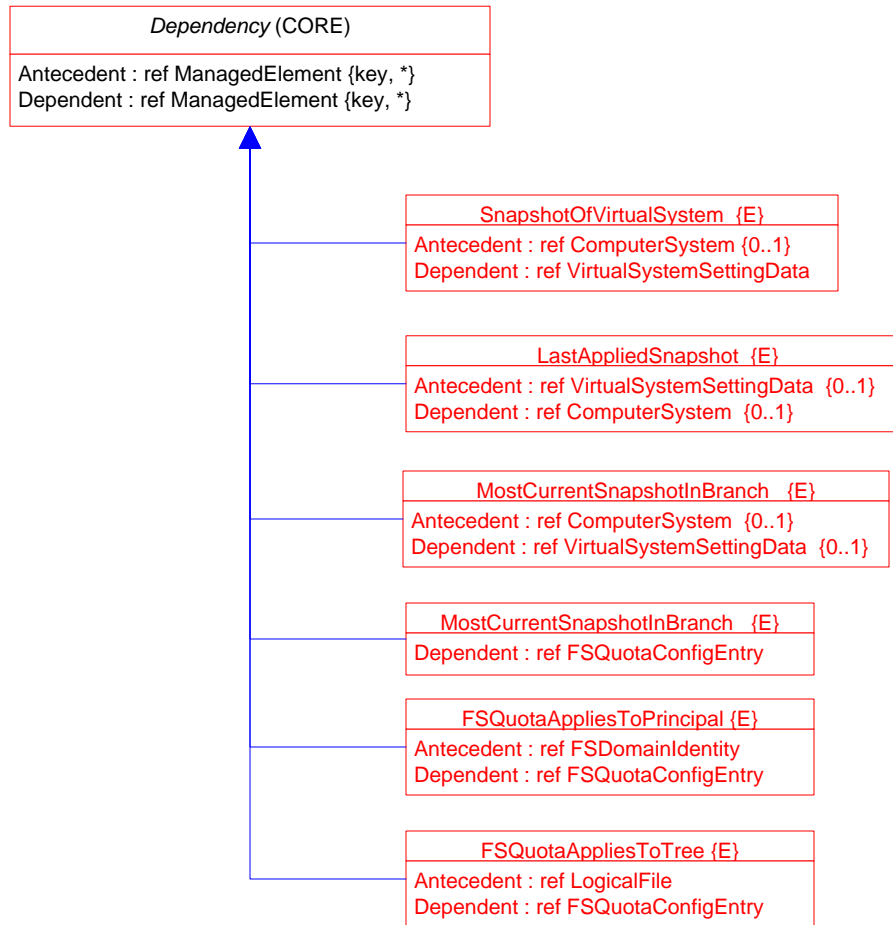 Dependency (CORE)
Antecedent : ref ManagedElement {key, *}
Dependent : ref ManagedElement {key, *}
SnapshotOfVirtualSystem {E}
Antecedent : ref ComputerSystem {0..1}
Dependent : ref VirtualSystemSettingData
LastAppliedSnapshot {E}
Antecedent : ref VirtualSystemSettingData {0..1}
Dependent : ref ComputerSystem {0..1}
MostCurrentSnapshotInBranch {E}
Antecedent : ref ComputerSystem {0..1}
Dependent : ref VirtualSystemSettingData {0..1}
MostCurrentSnapshotInBranch {E}
Dependent : ref FSQuotaConfigEntry
FSQuotaAppliesToPrincipal {E}
Antecedent : ref FSDomainIdentity
Dependent : ref FSQuotaConfigEntry
FSQuotaAppliesToTree {E}
Antecedent : ref LogicalFile
Dependent : ref FSQuotaConfigEntry